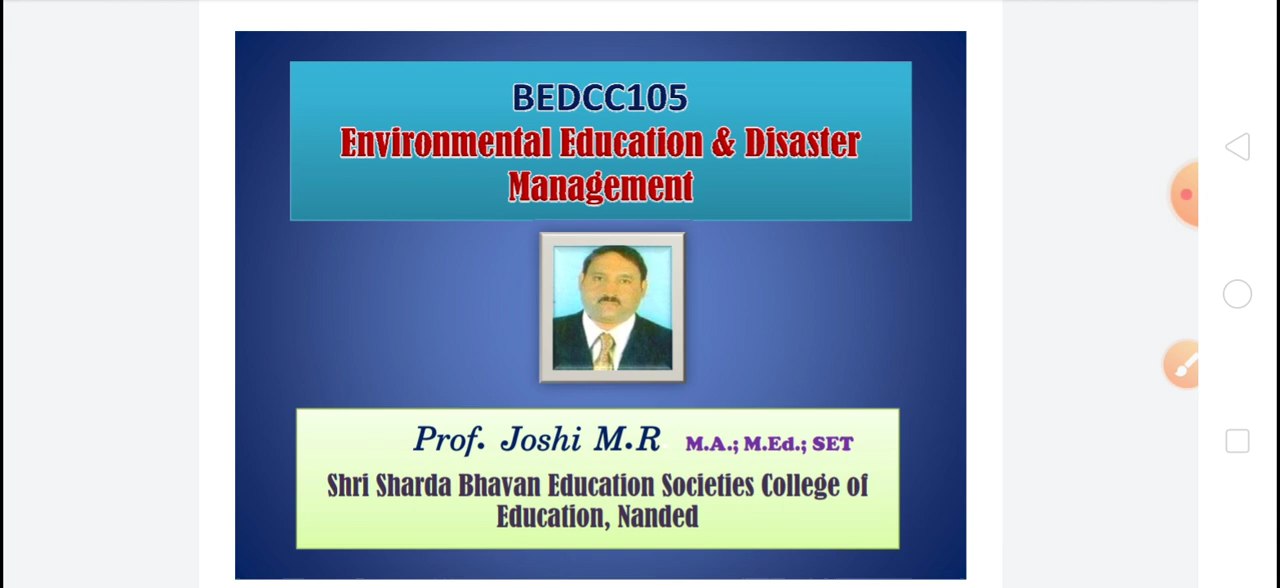 BEDCC105
Environmental Education & Disaster
Management
Prof. Joshi M.R M.A.; M.Ed.; SET
Shri Sharda Bhavan Education Societies College of
Education, Nanded